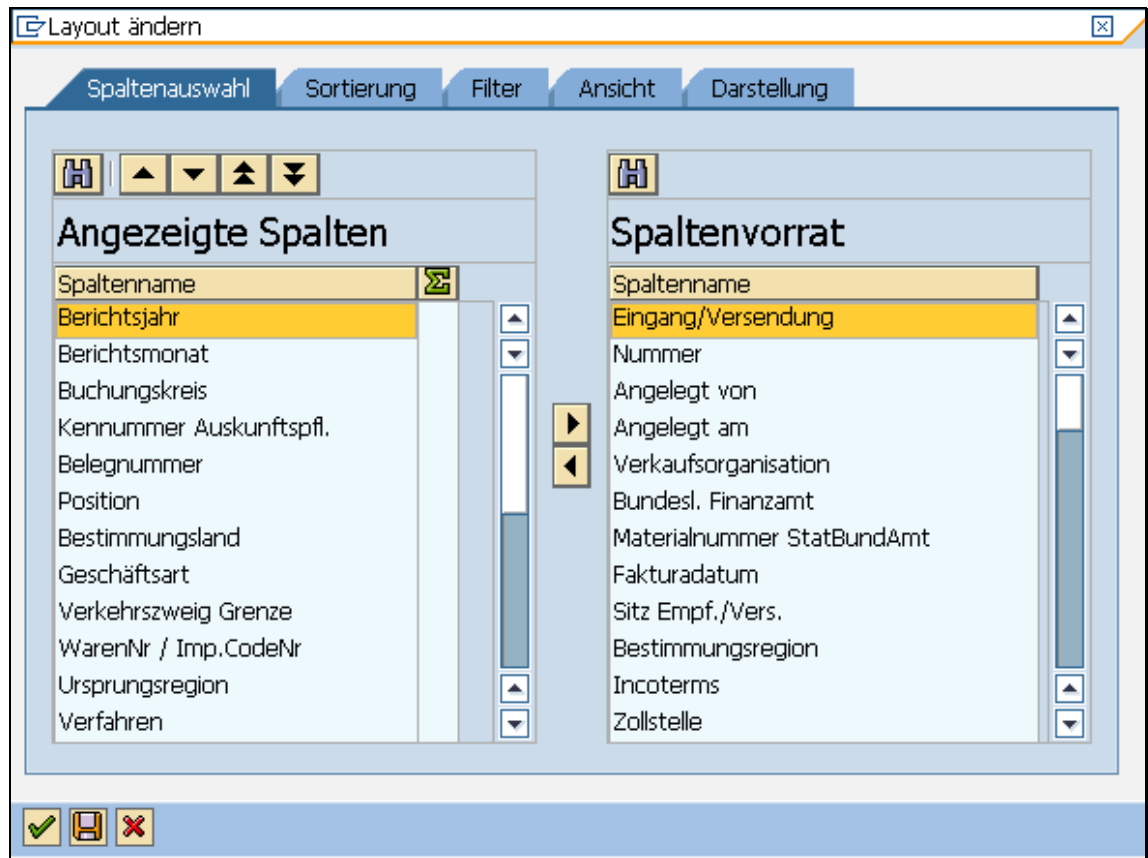 Layout ändern
Spaltenauswahl Sortierung Filter Ansicht Darstellung
Angezeigte Spalten
Spaltenname Σ
Berichtsjahr
Berichtsmonat
Buchungskreis
Kennummer Auskunftspfl.
Belegnummer
Position
Bestimmungsland
Geschäftsart
Verkehrszweig Grenze
WarenNr / Imp.CodeNr
Ursprungsregion
Verfahren
Spaltenvorrat
Spaltenname
Eingang/Versendung
Nummer
Angelegt von
Angelegt am
Verkaufsorganisation
Bundesl. Finanzamt
Materialnummer StatBundAmt
Fakturadatum
Sitz Empf./Vers.
Bestimmungsregion
Incoterms
Zollstelle